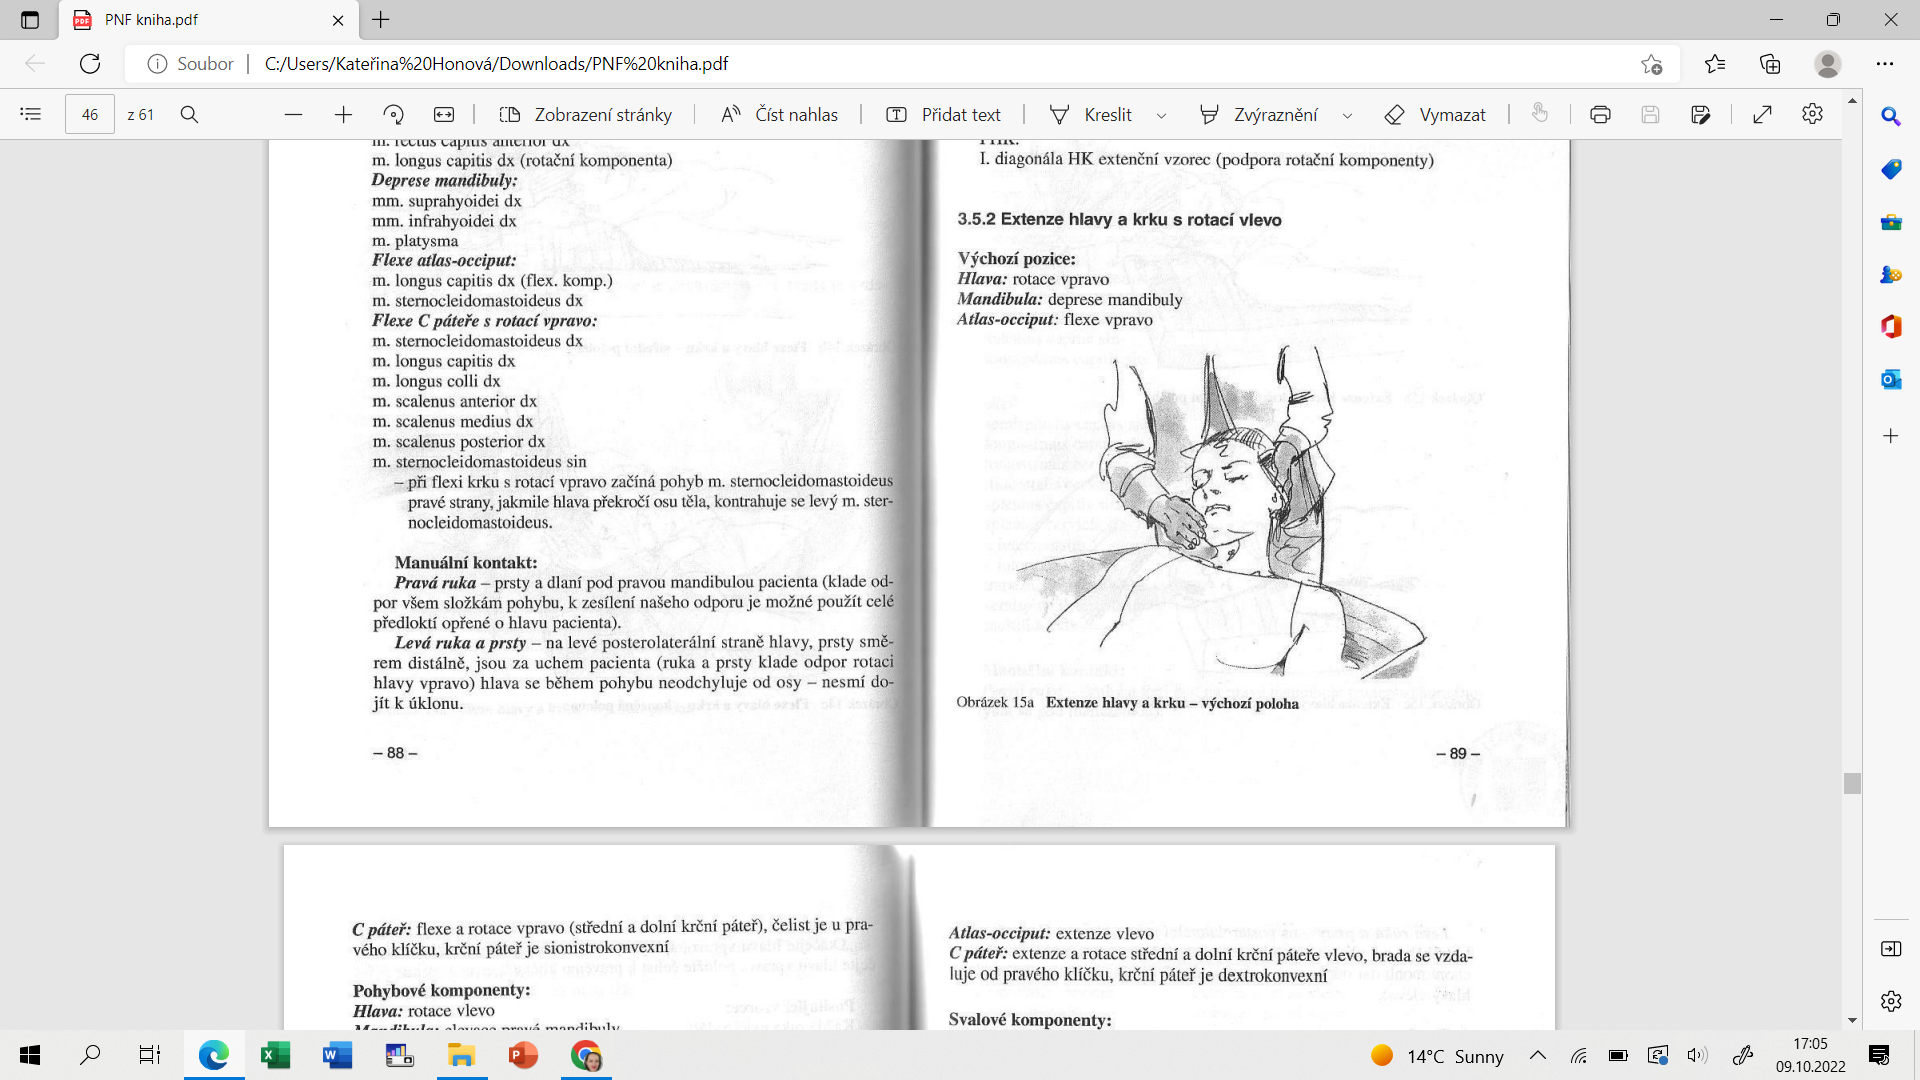 PNF kniha.pdf
Soubor
C:/Users/Kateřina%20Honová/Downloads/PNF%20kniha.pdf
46
z 61
Zobrazení stránky
Číst nahlas
Přidat text
Kreslit
Zvýraznění
Vymazat
m. rectus capitis anterior dx
m. longus capitis dx (rotační komponenta)
Deprese mandibuly:
mm. suprahyoidei dx
mm. infrahyoidei dx
m. platysma
Flexe atlas-occiput:
m. longus capitis dx (flex. komp.)
m. sternocleidomastoideus dx
Flexe C páteře s rotací vpravo:
m. sternocleidomastoideus dx
m. longus capitis dx
m. longus colli dx
m. scalenus anterior dx
m. scalenus medius dx
m. scalenus posterior dx
m. sternocleidomastoideus sin
– při flexi krku s rotací vpravo začíná pohyb m. sternocleidomastoideus
pravé strany, jakmile hlava překročí osu těla, kontrahuje se levý m. ster-
nocleidomastoideus.
Manuální kontakt:
Pravá ruka – prsty a dlaní pod pravou mandibulou pacienta (klade od-
por všem složkám pohybu, k zesílení našeho odporu je možné použít celé
předloktí opřené o hlavu pacienta).
Levá ruka a prsty – na levé posterolaterální straně hlavy, prsty smě-
rem distálně, jsou za uchem pacienta (ruka a prsty klade odpor rotaci
hlavy vpravo) hlava se během pohybu neodchyluje od osy – nesmí do-
jít k úklonu.
– 88 –
I. diagonála HK extenční vzorec (podpora rotační komponenty)
3.5.2 Extenze hlavy a krku s rotací vlevo
Výchozí pozice:
Hlava: rotace vpravo
Mandibula: deprese mandibuly
Atlas-occiput: flexe vpravo
Obrázek 15a Extenze hlavy a krku – výchozí poloha
– 89 –
C páteř: flexe a rotace vpravo (střední a dolní krční páteř), čelist je u pra-
vého klíčku, krční páteř je sionistrokonvexní
Pohybové komponenty:
Hlava: rotace vlevo
Mandibula: elevace pravé mandibuly
Atlas-occiput: extenze vlevo
C páteř: extenze a rotace střední a dolní krční páteře vlevo, brada se vzda-
luje od pravého klíčku, krční páteř je dextrokonvexní
Svalové komponenty:
14°C Sunny
17:05
09.10.2022